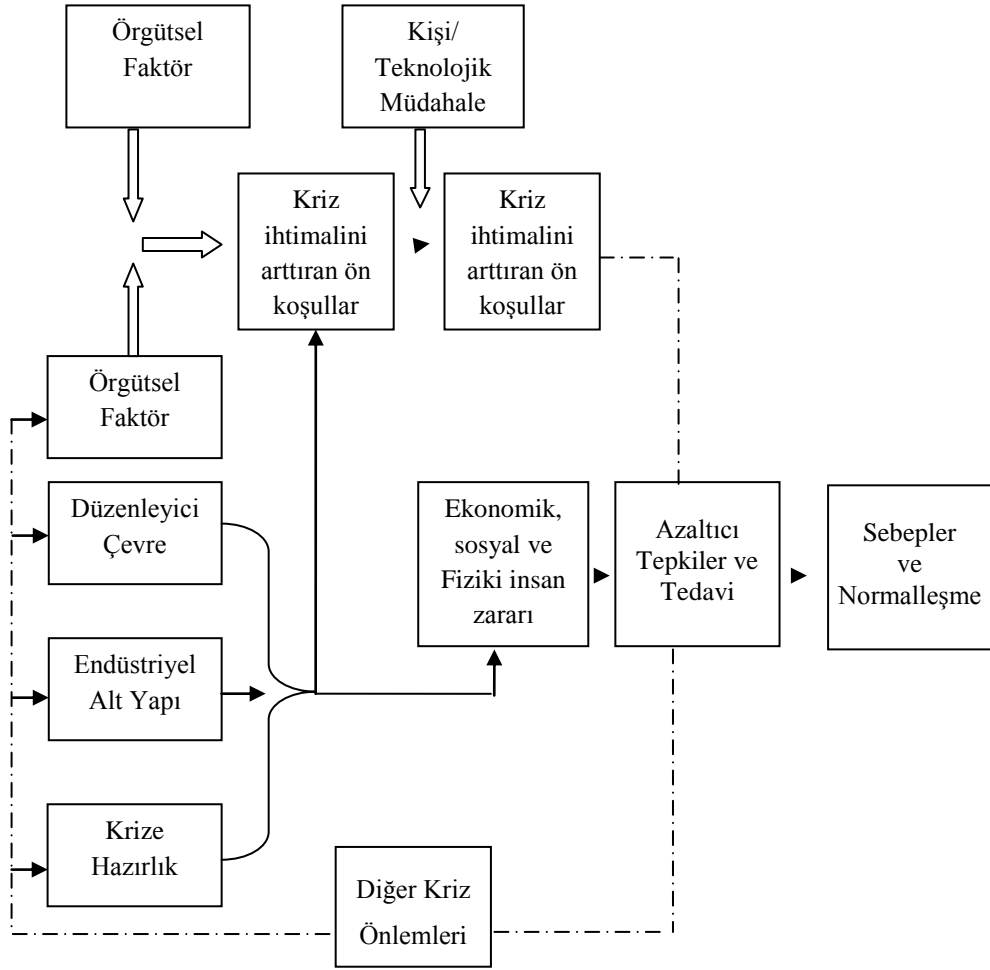 Örgütsel
Faktör
Kişi/
Teknolojik
Müdahale
Kriz
ihtimalini
arttıran ön
koşullar
Kriz
ihtimalini
arttıran ön
koşullar
Örgütsel
Faktör
Düzenleyici
Çevre
Ekonomik,
sosyal ve
Fiziki insan
zararı
Azaltıcı
Tepkiler ve
Tedavi
Sebepler
ve
Normalleşme
Endüstriyel
Alt Yapı
Krize
Hazırlık
Diğer Kriz
Önlemleri